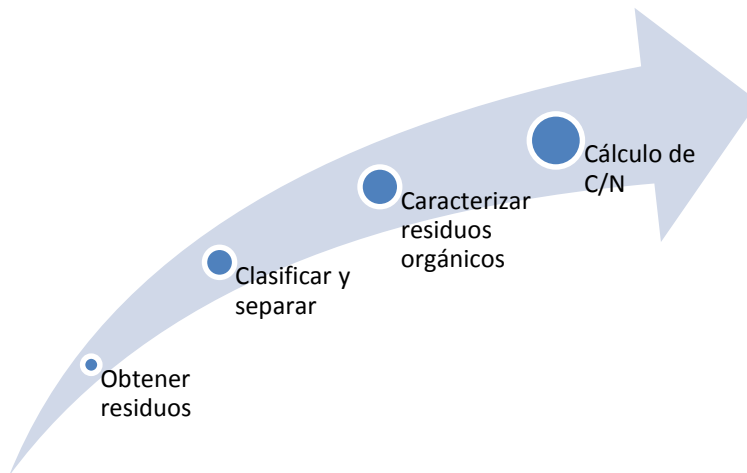 Obtener
residuos
Clasificar y
separar
Caracterizar
residuos
orgánicos
Cálculo de
C/N